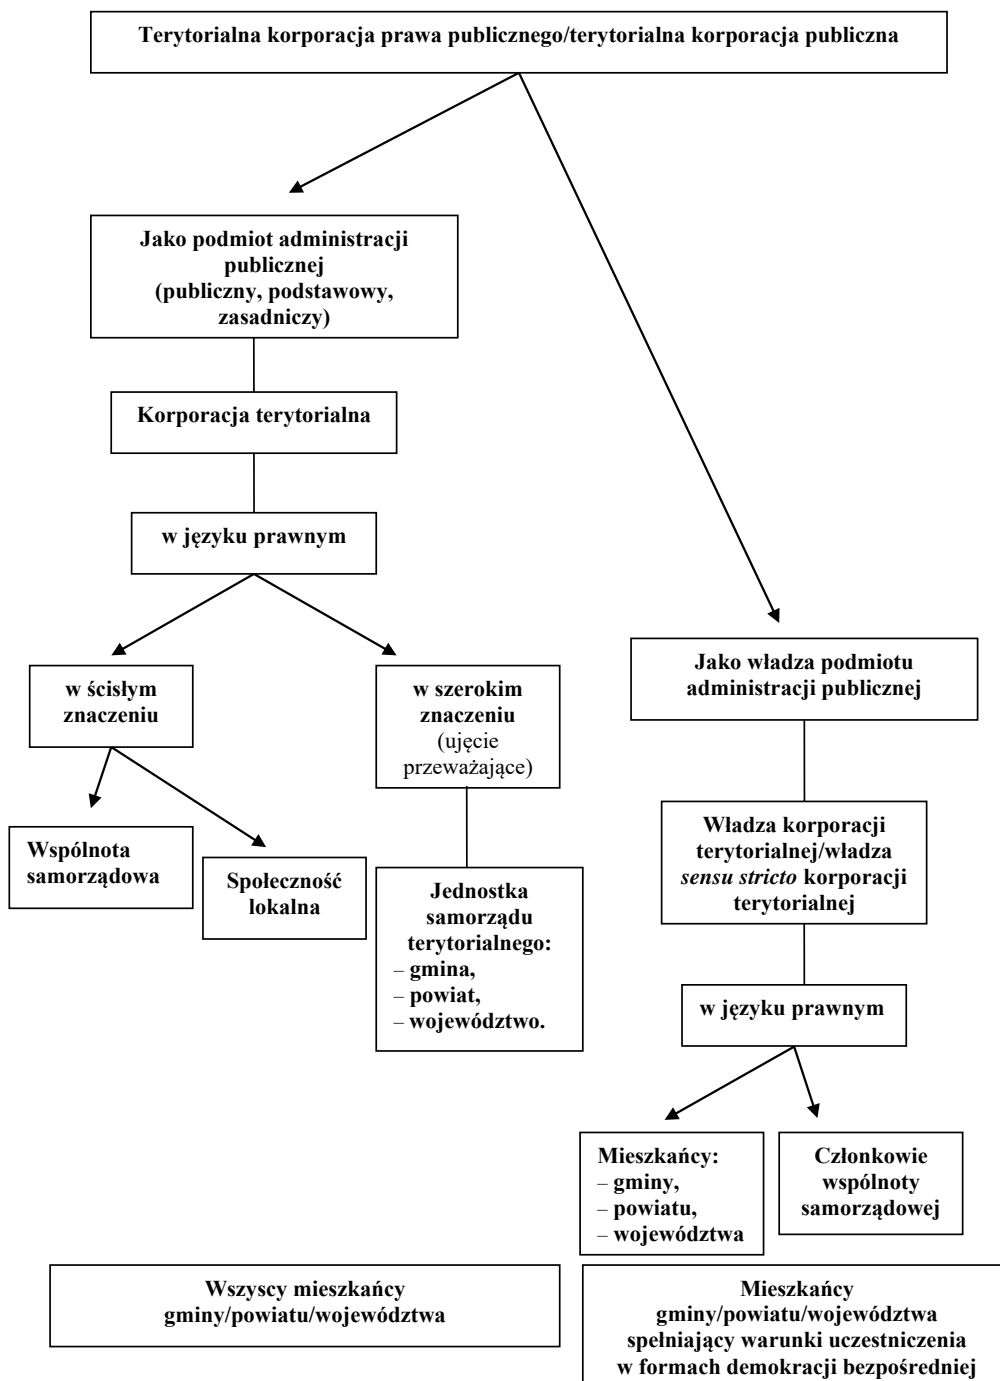 Terytorialna korporacja prawa publicznego/terytorialna korporacja publiczna
Jako podmiot administracji
publicznej
(publiczny, podstawowy,
zasadniczy)
Korporacja terytorialna
w języku prawnym
w ścisłym
znaczeniu
w szerokim
znaczeniu
(ujęcie
przeważające)
Wspólnota
samorządowa
Społeczność
lokalna
Jednostka
samorządu
terytorialnego:
– gmina,
– powiat,
– województwo.
Jako władza podmiotu
administracji publicznej
Władza korporacji
terytorialnej/władza
sensu stricto korporacji
terytorialnej
w języku prawnym
Mieszkańcy:
– gminy,
– powiatu,
– województwa
Członkowie
wspólnoty
samorządowej
Wszyscy mieszkańcy
gminy/powiatu/województwa
Mieszkańcy
gminy/powiatu/województwa
spełniający warunki uczestniczenia
w formach demokracji bezpośredniej